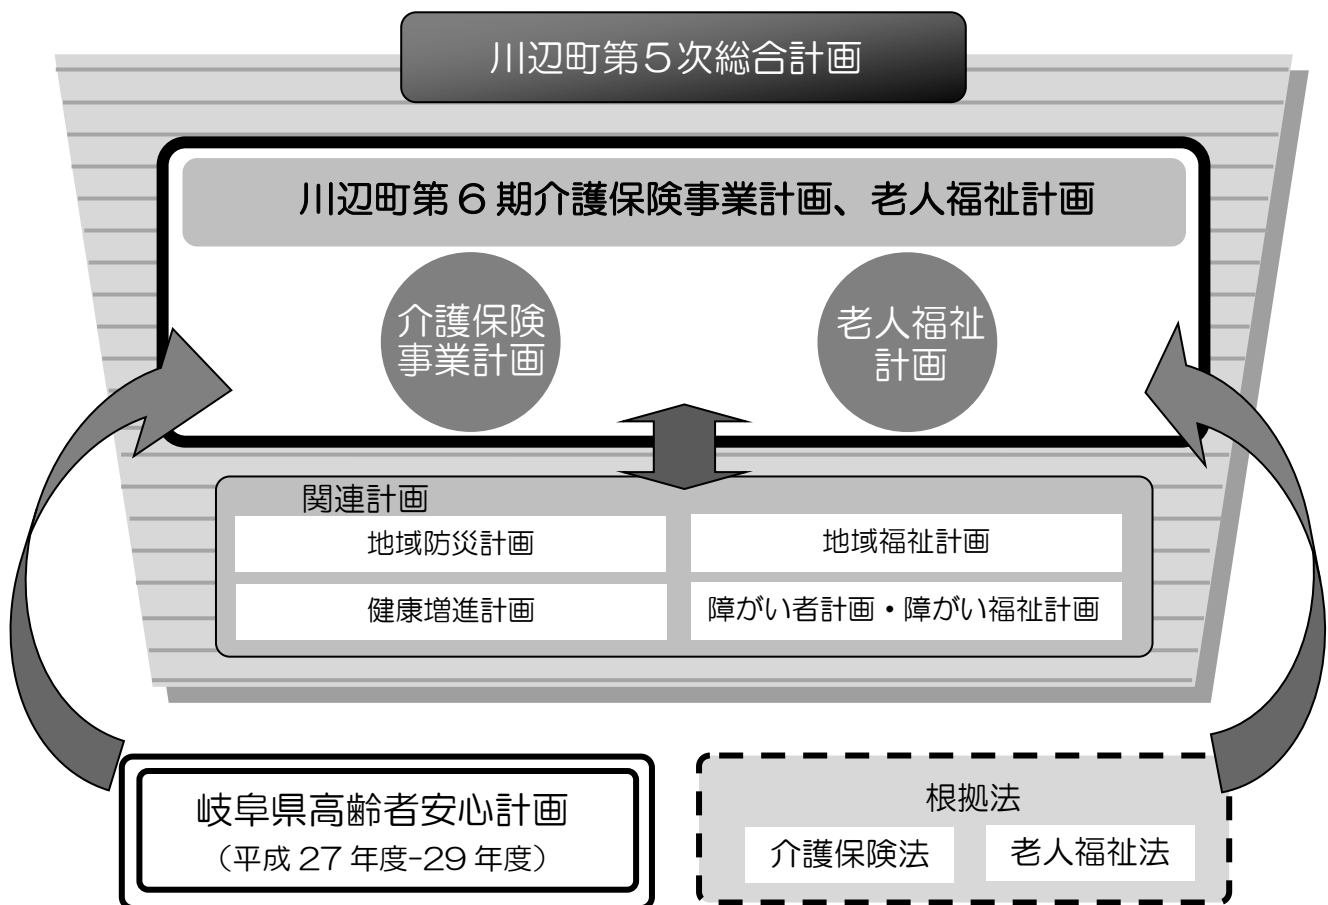 川辺町第5次総合計画
川辺町第6期介護保険事業計画、老人福祉計画
介護保険
事業計画
老人福祉
計画
関連計画
地域防災計画
地域福祉計画
健康増進計画
障がい者計画・障がい福祉計画
岐阜県高齢者安心計画
（平成27年度-29年度）
根拠法
介護保険法
老人福祉法